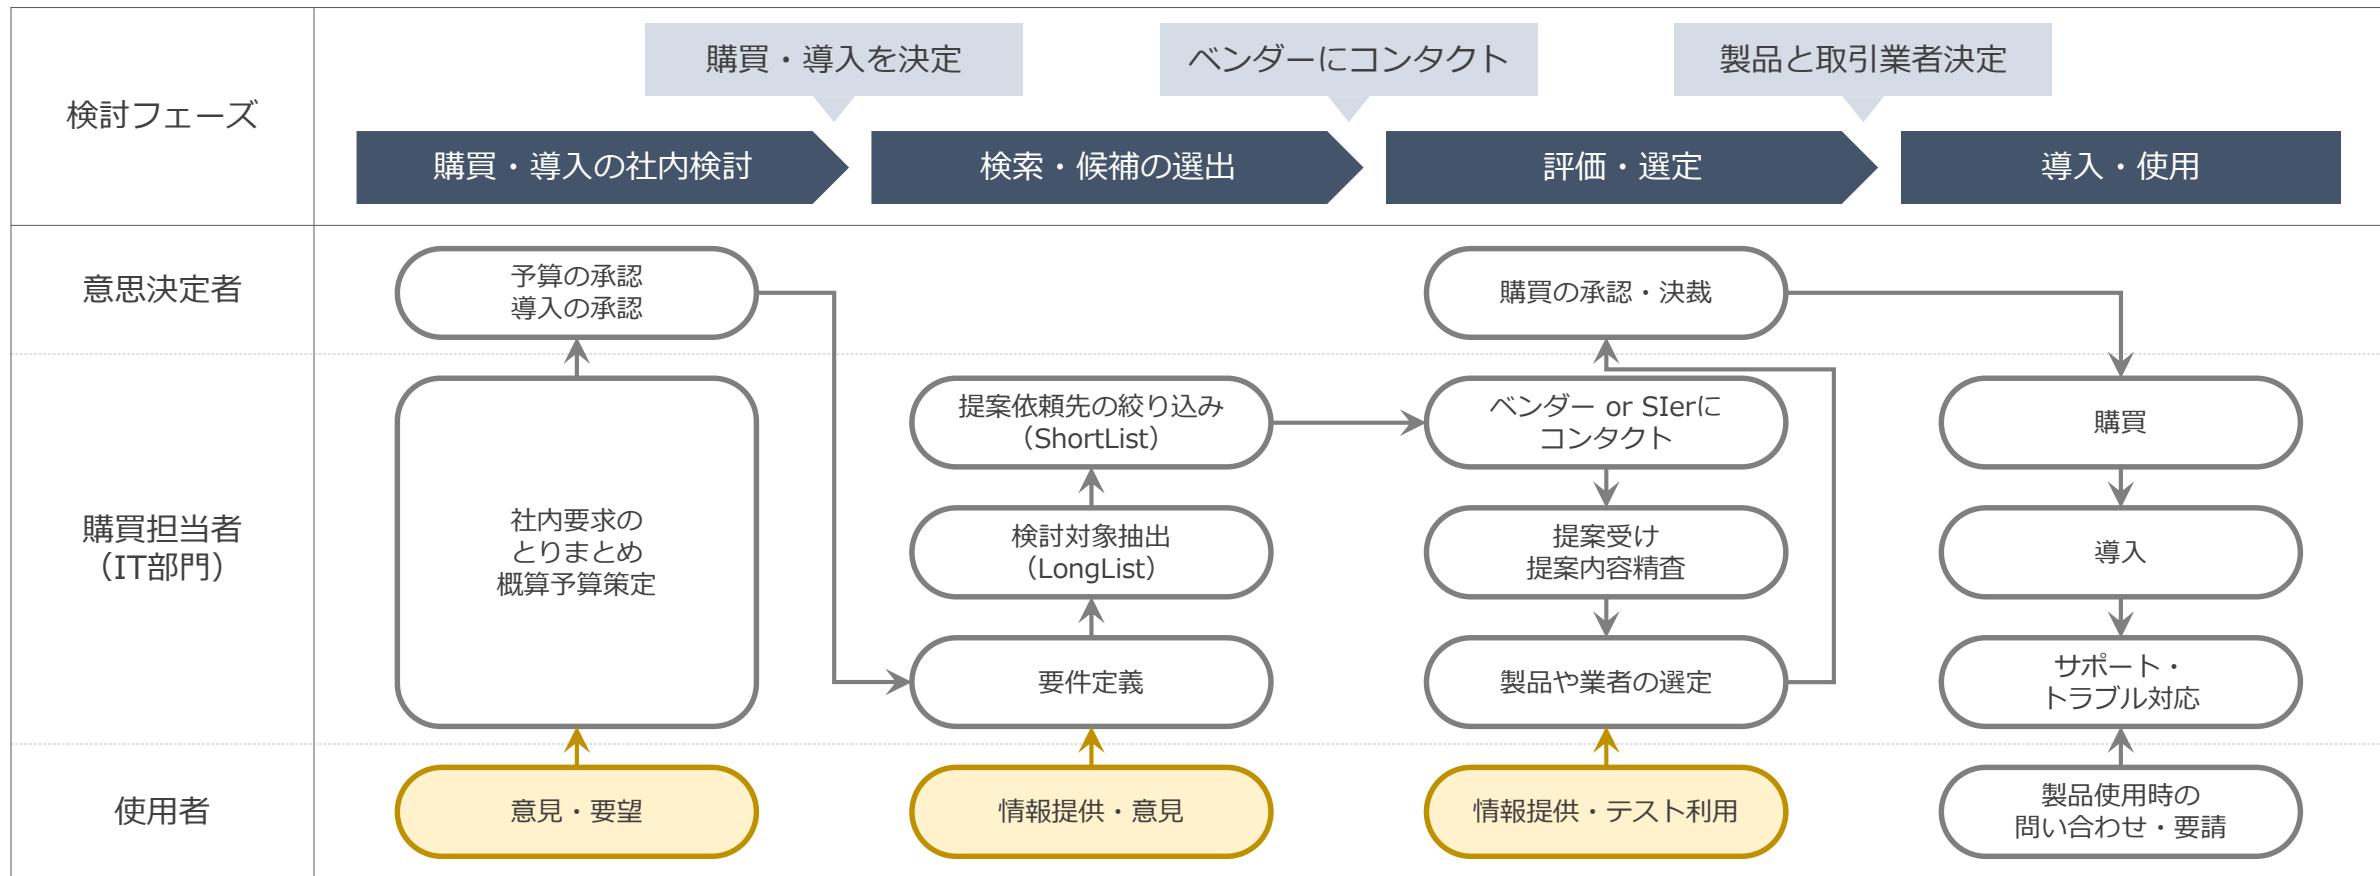 検討フェーズ
購買・導入を決定
ベンダーにコンタクト
製品と取引業者決定
購買・導入の社内検討
検索・候補の選出
評価・選定
導入・使用
意思決定者
予算の承認
導入の承認
購買の承認・決裁
購買担当者
（IT部門）
社内要求の
とりまとめ
概算予算策定
提案依頼先の絞り込み
（ShortList）
検討対象抽出
（LongList）
要件定義
ベンダー or SIerに
コンタクト
提案受け
提案内容精査
製品や業者の選定
購買
導入
サポート・
トラブル対応
使用者
意見・要望
情報提供・意見
情報提供・テスト利用
製品使用時の
問い合わせ・要請